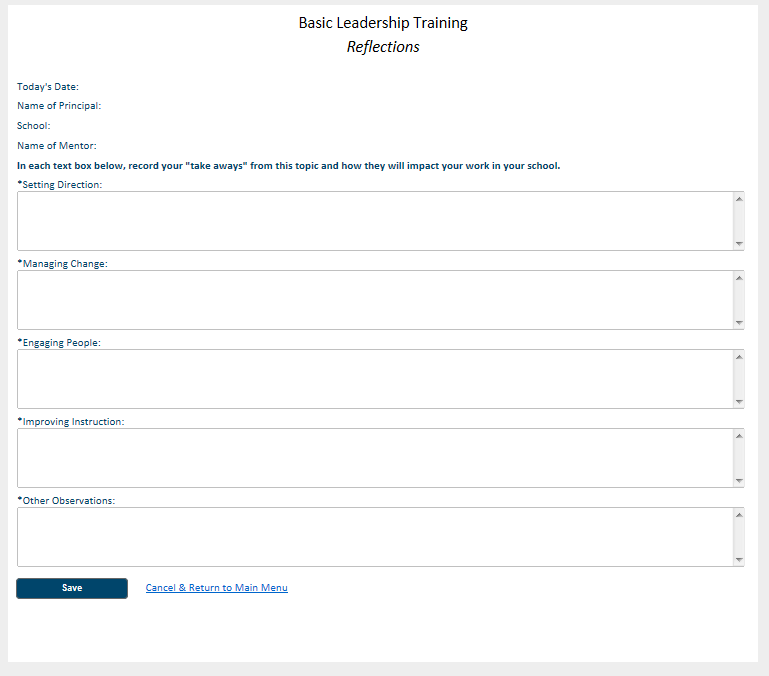 Basic Leadership Training
Reflections
Today's Date:
Name of Principal:
School:
Name of Mentor:
In each text box below, record your "take aways" from this topic and how they will impact your work in your school.
*Setting Direction:
*Managing Change:
*Engaging People:
*Improving Instruction:
*Other Observations:
Save Cancel & Return to Main Menu